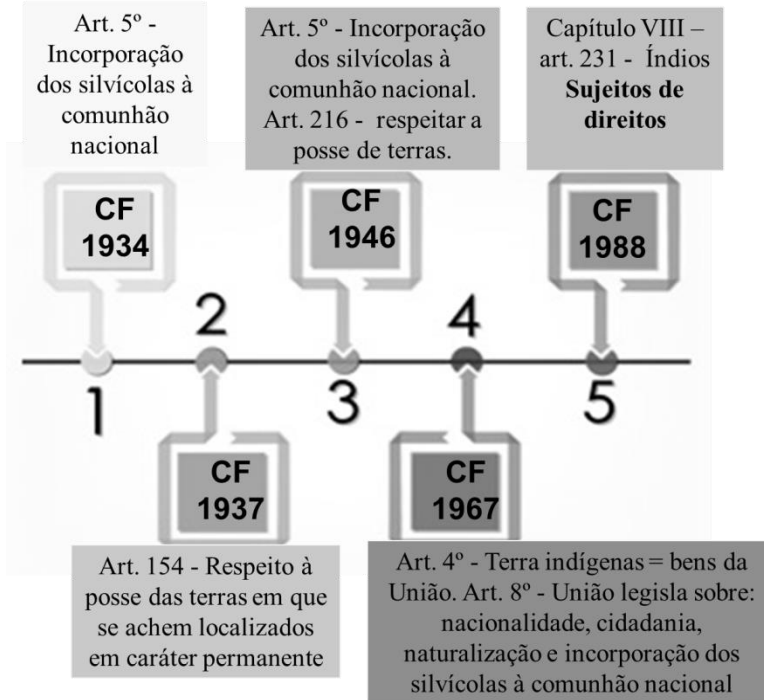 Art. 5º -
Incorporação
dos silvícolas à
comunhão
nacional
Art. 5º - Incorporação
dos silvícolas à
comunhão nacional.
Art. 216 - respeitar a
posse de terras.
Capítulo VIII –
art. 231 - Índios
Sujeitos de
direitos
CF
1934
CF
1946
CF
1988
2
4
1
3
5
CF
1937
CF
1967
Art. 154 - Respeito à
posse das terras em que
se achem localizados
em caráter permanente
Art. 4º - Terra indígenas = bens da
União. Art. 8º - União legisla sobre:
nacionalidade, cidadania,
naturalização e incorporação dos
silvícolas à comunhão nacional